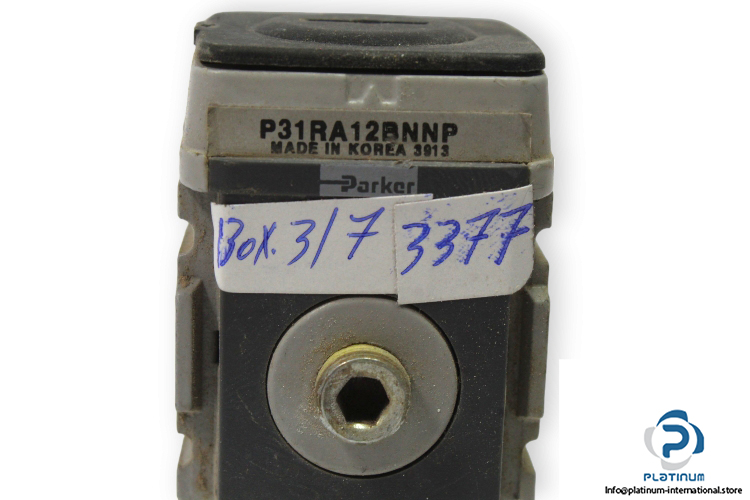 P31RA12BNNP
MADE IN KOREA 3913
Parker
Box.3/7 3377
P
PLATINUM
Info@platinum-international.store